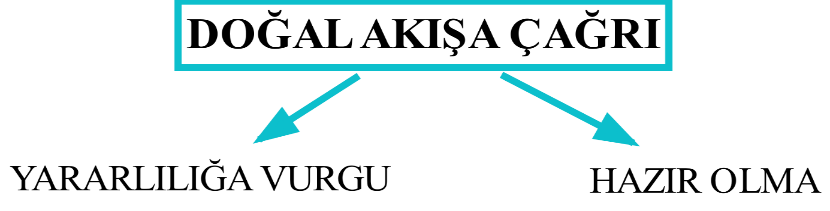 DOĞAL AKIŞA ÇAĞRI
YARARLILIĞA VURGU
HAZIR OLMA